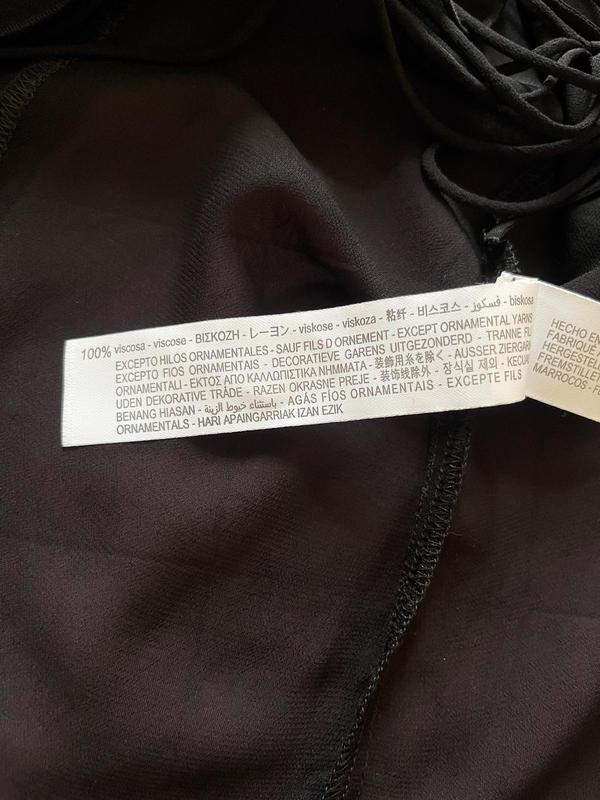 100% viscosa - viscose - ΒΙΣΚΟΖΗ - レーヨン - viskose - viskoza - 粘纤 - 비스코스 - فسكوز - biskosa
EXCEPTO HILOS ORNAMENTALES - SAUF FILS D ORNEMENT - EXCEPT ORNAMENTAL YARNS
EXCEPTO FIOS ORNAMENTAIS - DECORATIEVE GARENS UITGEZONDERD - TRANNE FIL
ORNAMENTALI - ΕΚΤΟΣ ΑΠΟ ΚΑΛΛΩΠΙΣΤΙΚΑ ΝΗΜΜΑΤΑ - 装飾用糸を除く - AUSSER ZIERGAR
UDEN DEKORATIVE TRÅDE - RAZEN OKRASNE PREJE - 装饰线除外 - 장식실 제외 - KECUA
BENANG HIASAN - باستثناء خيوط الزينة - AGÁS FÍOS ORNAMENTAIS - EXCEPTE FILS
ORNAMENTALS - HARI APAINGARRIAK IZAN EZIK
HECHO EN
FABRIQUÉ
HERGESTELL
FREMSTILLET
MARROCOS - F